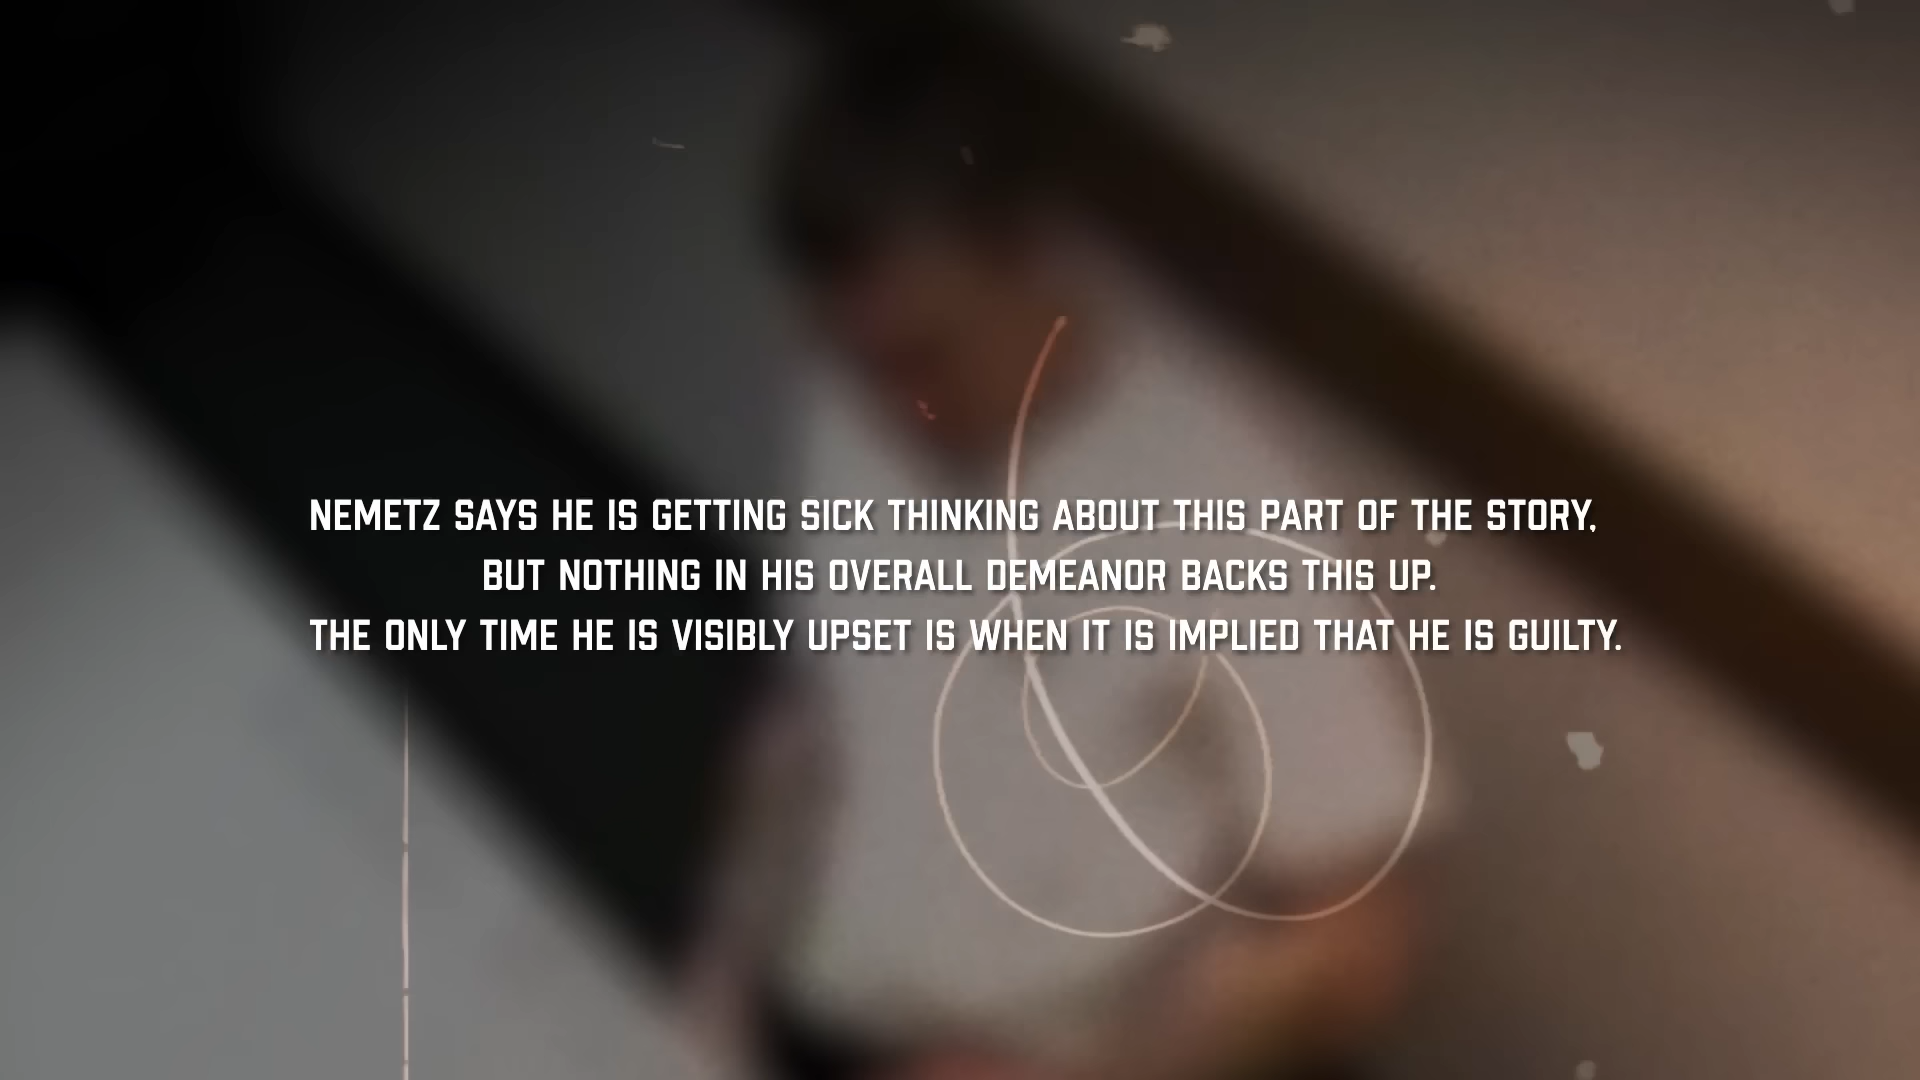 NEMETZ SAYS HE IS GETTING SICK THINKING ABOUT THIS PART OF THE STORY,
BUT NOTHING IN HIS OVERALL DEMEANOR BACKS THIS UP.
THE ONLY TIME HE IS VISIBLY UPSET IS WHEN IT IS IMPLIED THAT HE IS GUILTY.